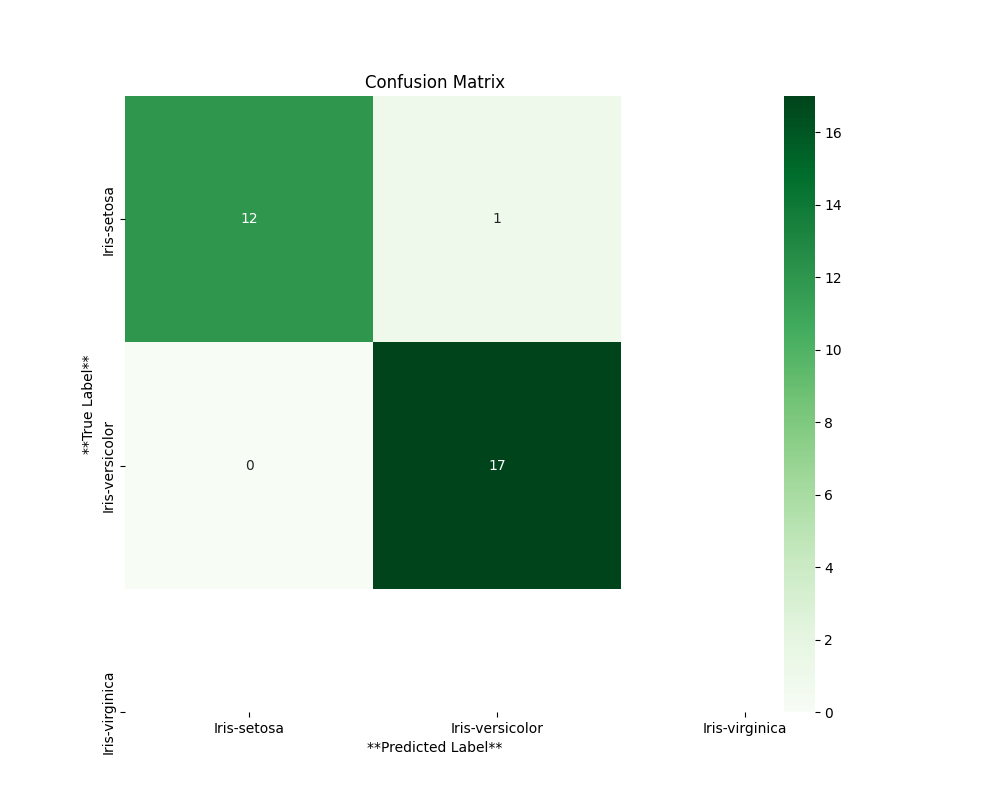 Confusion Matrix
**True Label**
Iris-setosa
Iris-versicolor
Iris-virginica
12
1
0
17
Iris-setosa
Iris-versicolor
Iris-virginica
**Predicted Label**
16
14
12
10
8
6
4
2
0